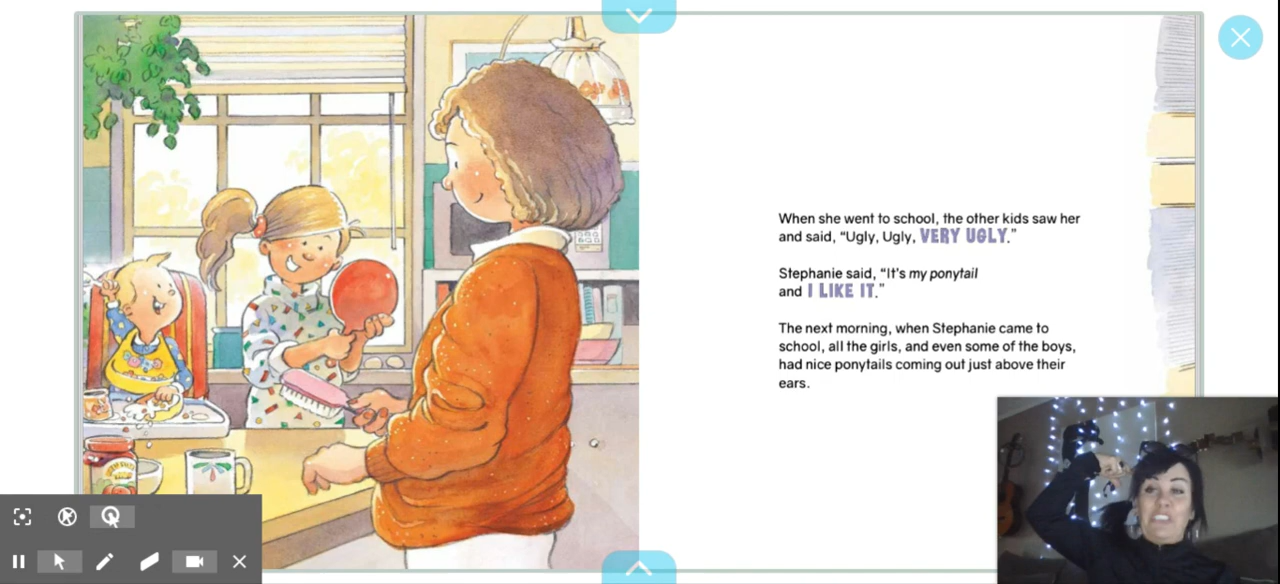 When she went to school, the other kids saw her
and said, “Ugly, Ugly, VERY UGLY.”
Stephanie said, “It’s my ponytail
and I LIKE IT.”
The next morning, when Stephanie came to
school, all the girls, and even some of the boys,
had nice ponytails coming out just above their
ears.